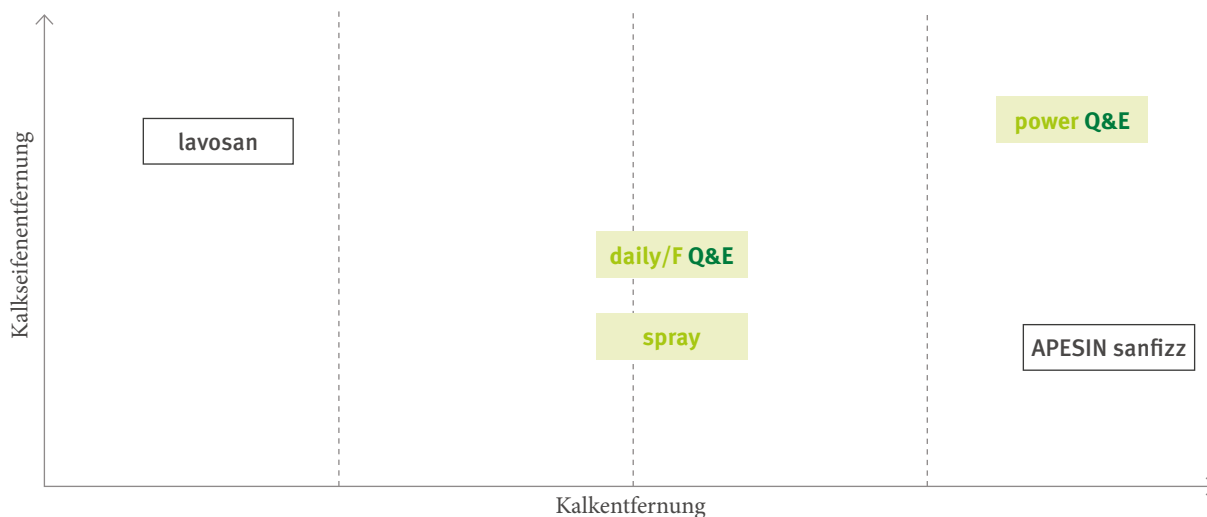 Kalkseifenentfernung
power Q&E
lavosan
daily/F Q&E
spray
APESIN sanfizz
Kalkentfernung